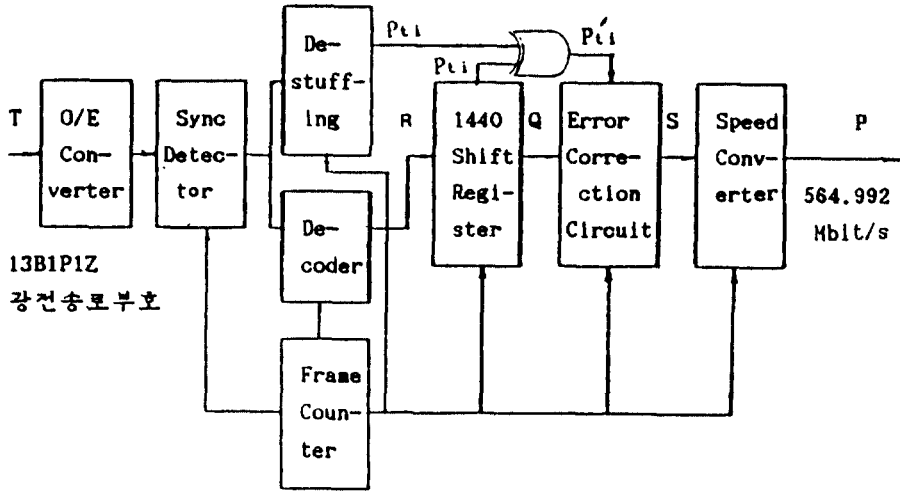 Pti
Pti
Pt'i
De-
stuff-
ing
T
O/E
Con-
verter
Sync
Detec-
tor
R
1440
Shift
Regi-
ster
Q
Error
Corre-
ction
Circuit
S
Speed
Conv-
erter
P
564.992
Mbit/s
De-
coder
13B1P1Z
광전송로부호
Frame
Coun-
ter